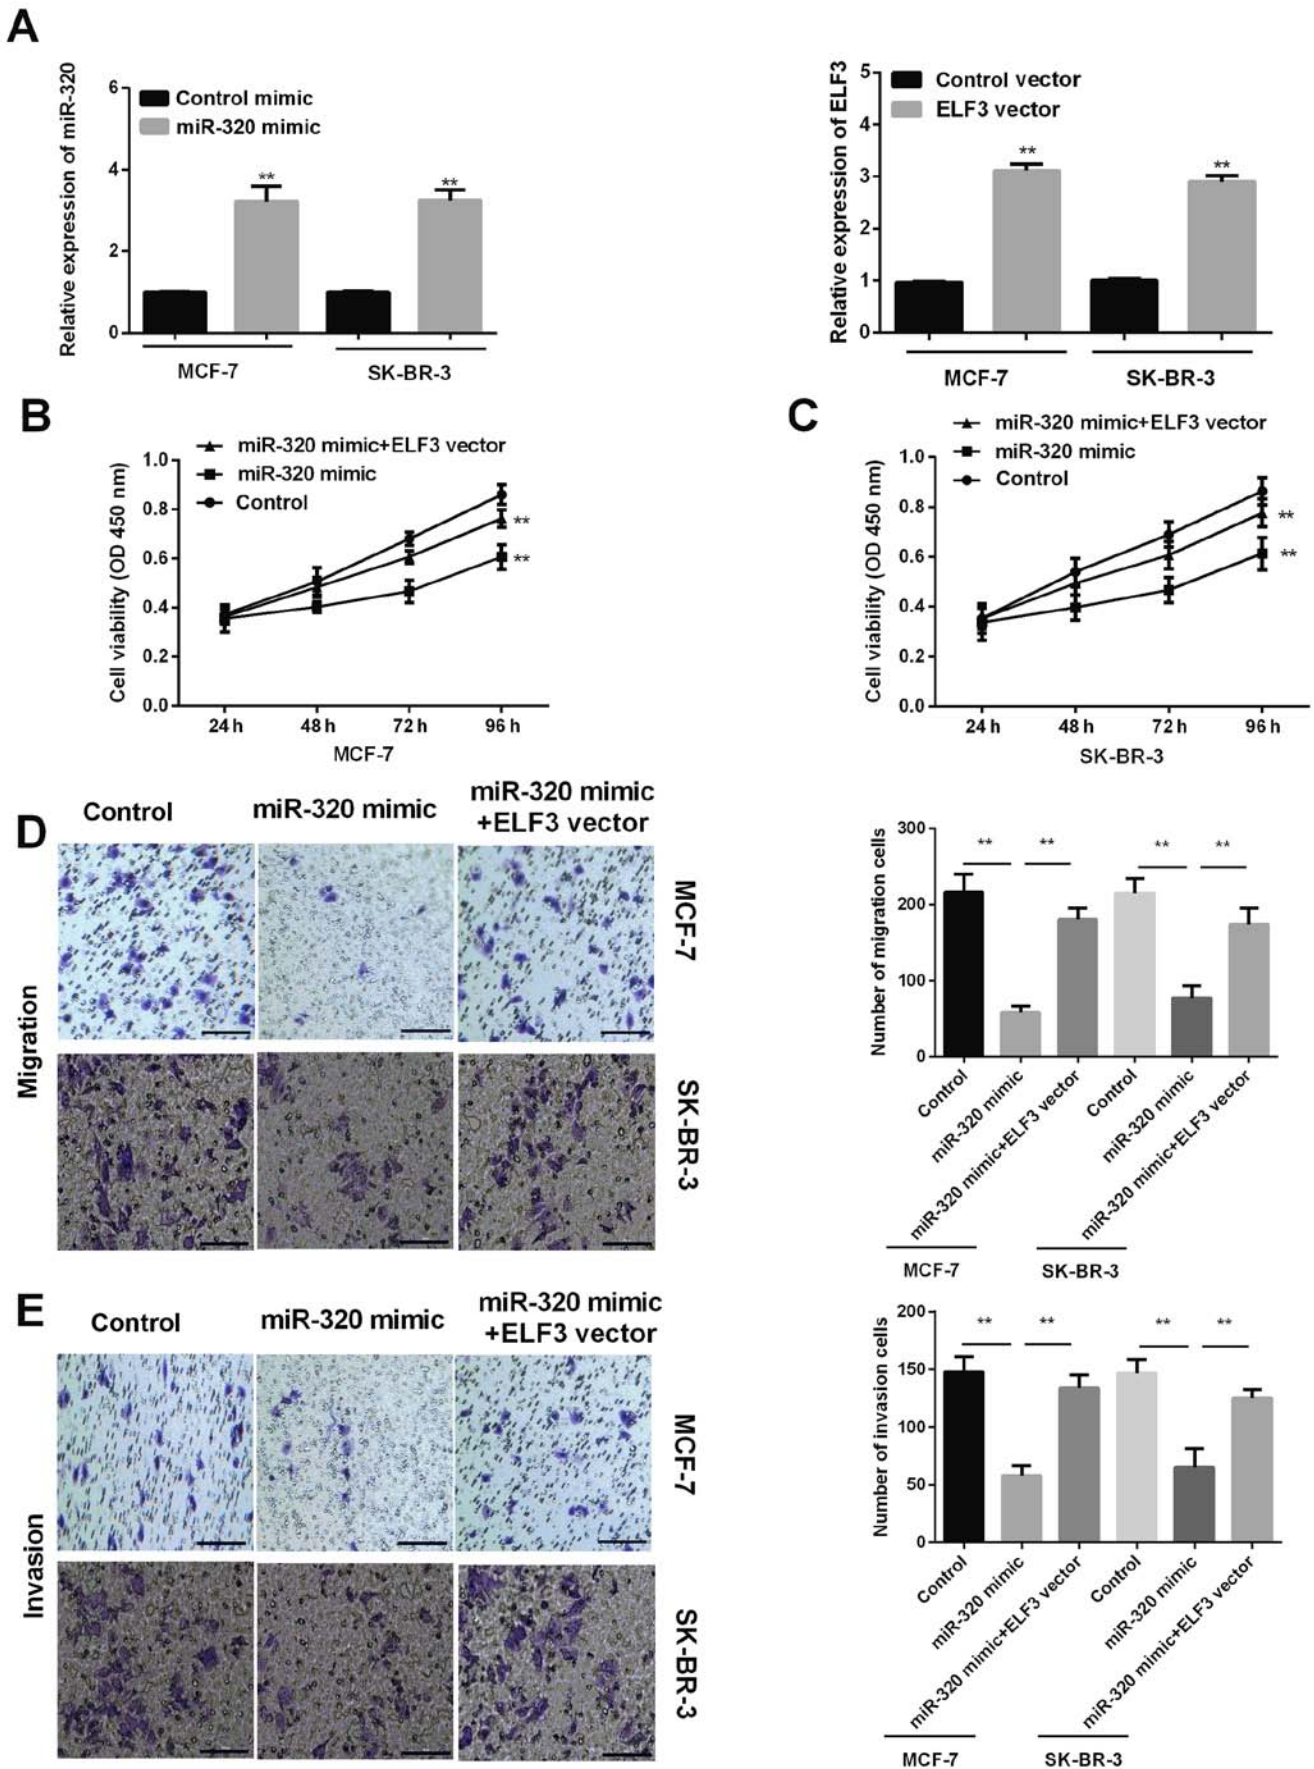 A
Relative expression of miR-320
6
4
2
0
Control mimic
miR-320 mimic
**
**
MCF-7
SK-BR-3
Relative expression of ELF3
5
4
3
2
1
0
Control vector
ELF3 vector
**
**
MCF-7
SK-BR-3
B
miR-320 mimic+ELF3 vector
miR-320 mimic
Control
Cell viability (OD 450 nm)
1.0
0.8
0.6
0.4
0.2
0.0
**
**
24 h 48 h 72 h 96 h
MCF-7
C
miR-320 mimic+ELF3 vector
miR-320 mimic
Control
Cell viability (OD 450 nm)
1.0
0.8
0.6
0.4
0.2
0.0
**
**
24 h 48 h 72 h 96 h
SK-BR-3
D
Control
miR-320 mimic
miR-320 mimic
+ELF3 vector
Migration
MCF-7
SK-BR-3
Number of migration cells
300
200
100
0
** ** ** **
Control
miR-320 mimic
miR-320 mimic+ELF3 vector
Control
miR-320 mimic
miR-320 mimic+ELF3 vector
MCF-7
SK-BR-3
E
Control
miR-320 mimic
miR-320 mimic
+ELF3 vector
Invasion
MCF-7
SK-BR-3
Number of invasion cells
200
150
100
50
0
** ** ** **
Control
miR-320 mimic
miR-320 mimic+ELF3 vector
Control
miR-320 mimic
miR-320 mimic+ELF3 vector
MCF-7
SK-BR-3